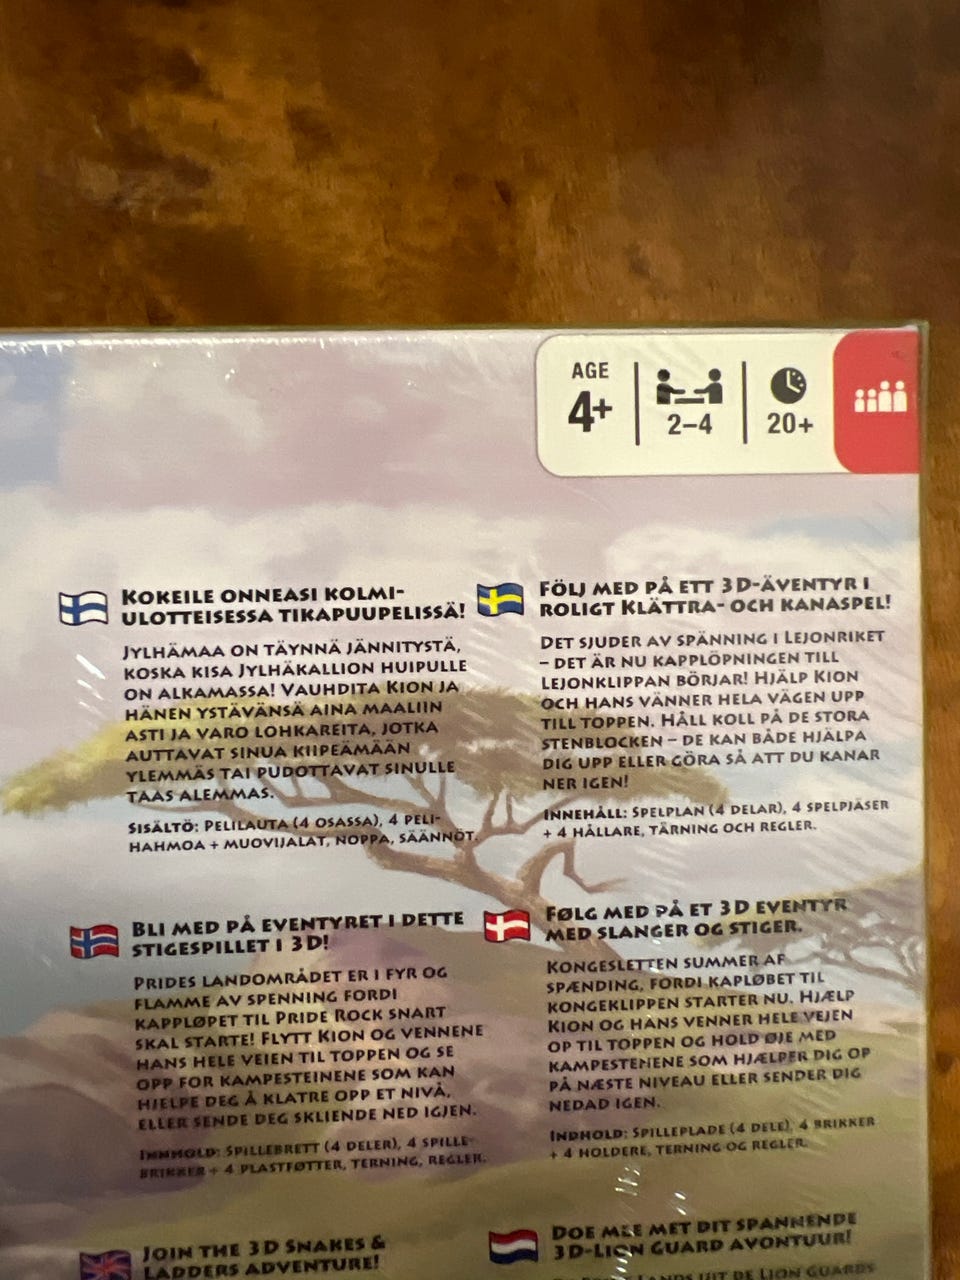 AGE
4+
2–4
20+
KOKEILE ONNEASI KOLMI-
ULOTTEISESSA TIKAPUUPELISSÄ!
JYLHÄMAA ON TÄYNNÄ JÄNNITYSTÄ,
KOSKA KISA JYLHÄKALLION HUIPULLE
ON ALKAMASSA! VAUHDITA KION JA
HÄNEN YSTÄVÄNSÄ AINA MAALIIN
ASTI JA VARO LOHKAREITA, JOTKA
AUTTAVAT SINUA KIIPEÄMÄÄN
YLEMMÄS TAI PUDOTTAVAT SINULLE
TAAS ALEMMAS.
SISÄLTÖ: PELILAUTA (4 OSASSA), 4 PELI-
HAHMOA + MUOVIJALAT, NOPPA, SÄÄNNÖT.
FÖLJ MED PÅ ETT 3D-ÄVENTYR I
ROLIGT KLÄTTRA- OCH KANASPEL!
DET SJUDER AV SPÄNNING I LEJONRIKET
– DET ÄR NU KAPPLÖPNINGEN TILL
LEJONKLIPPAN BÖRJAR! HJÄLP KION
OCH HANS VÄNNER HELA VÄGEN UPP
TILL TOPPEN. HÅLL KOLL PÅ DE STORA
STENBLOCKEN – DE KAN BÅDE HJÄLPA
DIG UPP ELLER GÖRA SÅ ATT DU KANAR
NER IGEN!
INNEHÅLL: SPELPLAN (4 DELAR), 4 SPELPJÄSER
+ 4 HÅLLARE, TÄRNING OCH REGLER.
BLI MED PÅ EVENTYRET I DETTE
STIGESPILLET I 3D!
PRIDES LANDOMRÅDET ER I FYR OG
FLAMME AV SPENNING FORDI
KAPPLØPET TIL PRIDE ROCK SNART
SKAL STARTE! FLYTT KION OG VENNENE
HANS HELE VEIEN TIL TOPPEN OG SE
OPP FOR KAMPESTEINENE SOM KAN
HJELPE DEG Å KLATRE OPP ET NIVÅ,
ELLER SENDE DEG SKLIENDE NED IGJEN.
INNHOLD: SPILLEBRETT (4 DELER), 4 SPILLE-
BRIKKER + 4 PLASTFØTTER, TERNING, REGLER.
FØLG MED PÅ ET 3D EVENTYR
MED SLANGER OG STIGER.
KONGESLETTEN SUMMER AF
SPÆNDING, FORDI KAPLØBET TIL
KONGEKLIPPEN STARTER NU. HJÆLP
KION OG HANS VENNER HELE VEJEN
OP TIL TOPPEN OG HOLD ØJE MED
KAMPESTENENE SOM HJÆLPER DIG OP
PÅ NÆSTE NIVEAU ELLER SENDER DIG
NEDAD IGEN.
INDHOLD: SPILLEPLADE (4 DELE), 4 BRIKKER
+ 4 HOLDERE, TERNING OG REGLER.
JOIN THE 3D SNAKES &
LADDERS ADVENTURE!
DOE MEE MET DIT SPANNENDE
3D-LION GUARD AVONTUUR!
LANDS UIT DE LION GUARDS